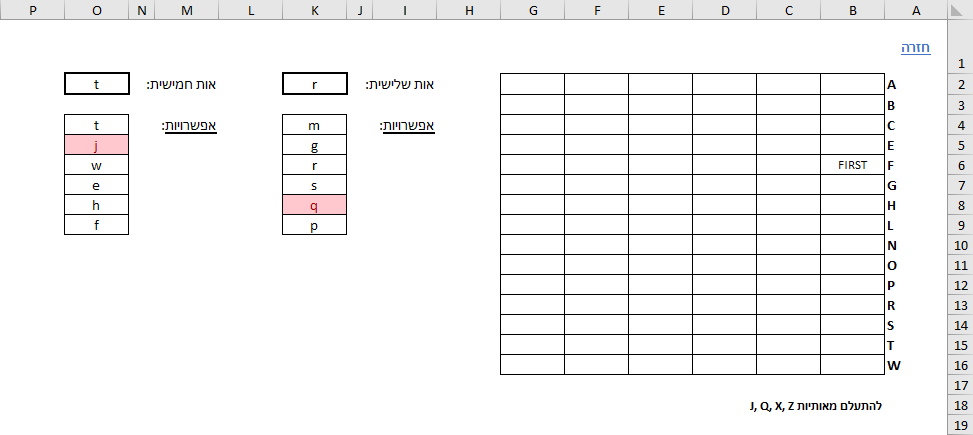 P O N M L K J I H G F E D C B A
חזרה
1
t אות חמישית: r אות שלישית: A 2
B 3
t אפשרויות: m אפשרויות: C 4
j g E 5
w r FIRST F 6
e s G 7
h q H 8
f p L 9
N 10
O 11
P 12
R 13
S 14
T 15
W 16
17
להתעלם מאותיות J, Q, X, Z 18
19